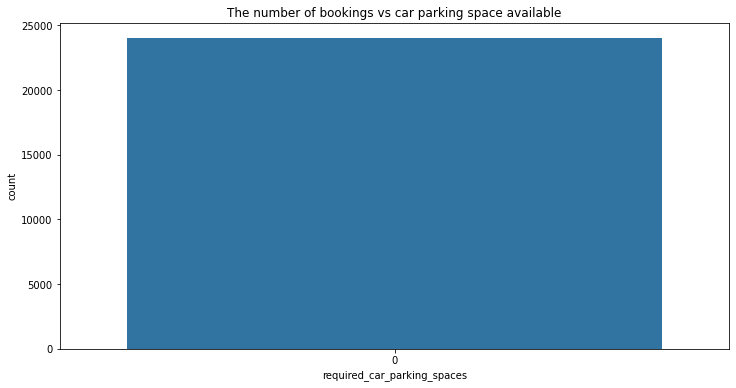 The number of bookings vs car parking space available
25000
20000
15000
10000
5000
0
count
0
required_car_parking_spaces